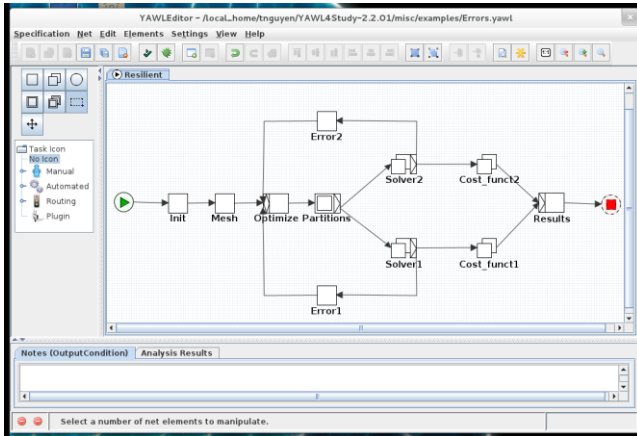 YAWLEditor - /local_home/tnguyen/YAWL4Study-2.2.01/misc/examples/Errors.yawl
Specification Net Edit Elements Settings View Help
Resilient
Task Icon
No Icon
Manual
Automated
Routing
Plugin
Error2
Solver2
Cost_funct2
Init
Mesh
Optimize
Partitions
Results
Solver1
Cost_funct1
Error1
Notes (OutputCondition) Analysis Results
Select a number of net elements to manipulate.